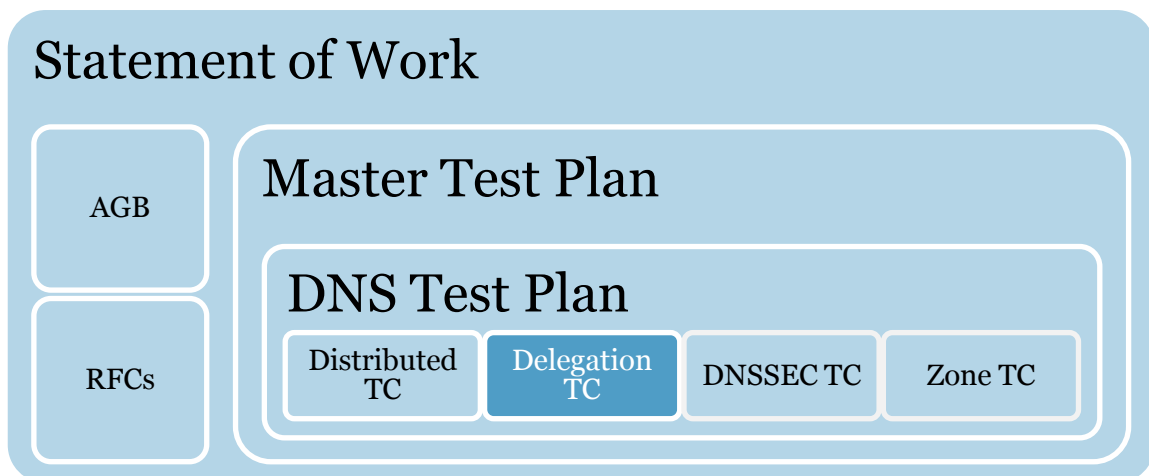 Statement of Work
AGB
RFCs
Master Test Plan
DNS Test Plan
Distributed
TC
Delegation
TC
DNSSEC TC
Zone TC